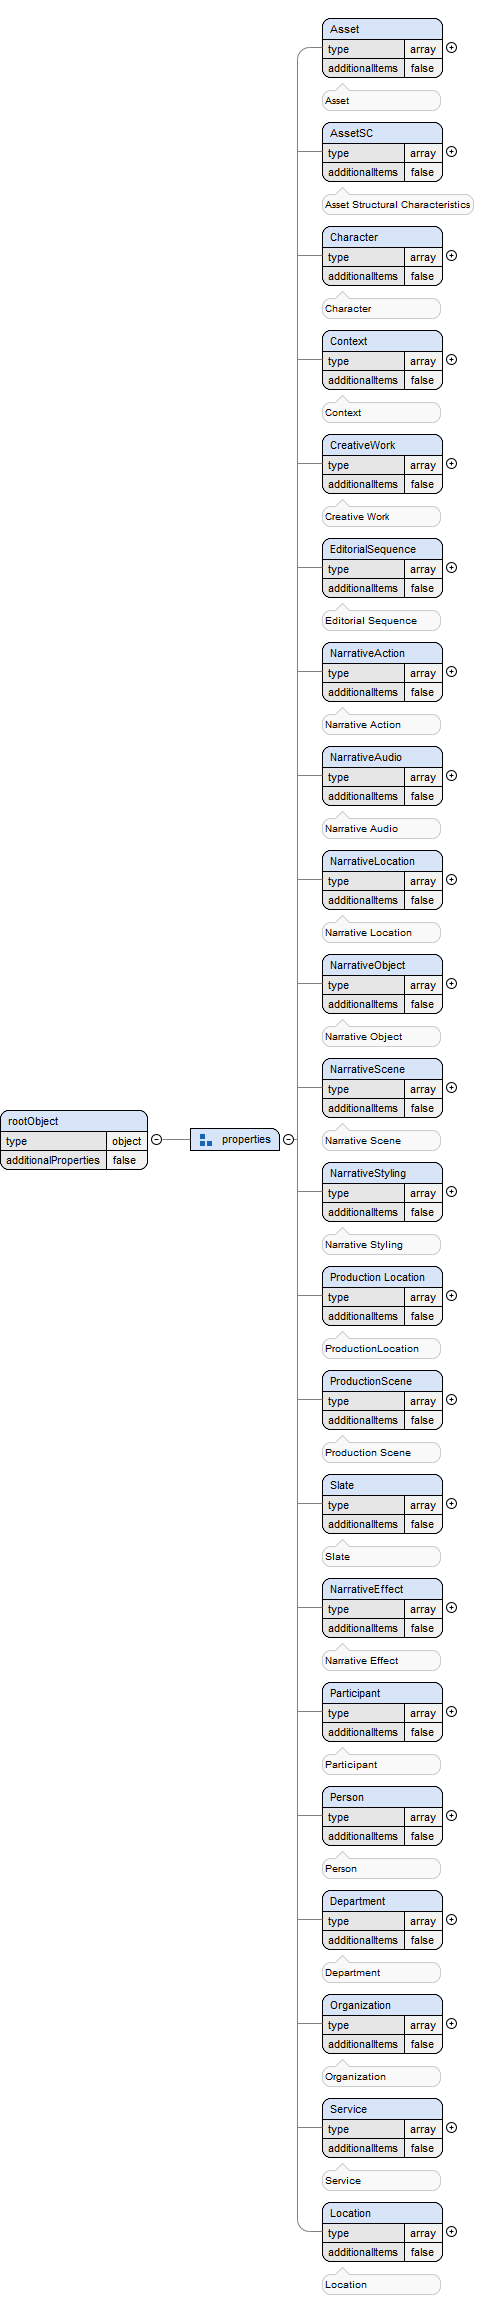 Asset
type array
additionalItems false
Asset
AssetSC
type array
additionalItems false
Asset Structural Characteristics
Character
type array
additionalItems false
Character
Context
type array
additionalItems false
Context
CreativeWork
type array
additionalItems false
Creative Work
EditorialSequence
type array
additionalItems false
Editorial Sequence
NarrativeAction
type array
additionalItems false
Narrative Action
NarrativeAudio
type array
additionalItems false
Narrative Audio
NarrativeLocation
type array
additionalItems false
Narrative Location
NarrativeObject
type array
additionalItems false
Narrative Object
NarrativeScene
type array
additionalItems false
Narrative Scene
rootObject
type object
additionalProperties false
properties
NarrativeStyling
type array
additionalItems false
Narrative Styling
Production Location
type array
additionalItems false
ProductionLocation
ProductionScene
type array
additionalItems false
Production Scene
Slate
type array
additionalItems false
Slate
NarrativeEffect
type array
additionalItems false
Narrative Effect
Participant
type array
additionalItems false
Participant
Person
type array
additionalItems false
Person
Department
type array
additionalItems false
Department
Organization
type array
additionalItems false
Organization
Service
type array
additionalItems false
Service
Location
type array
additionalItems false
Location